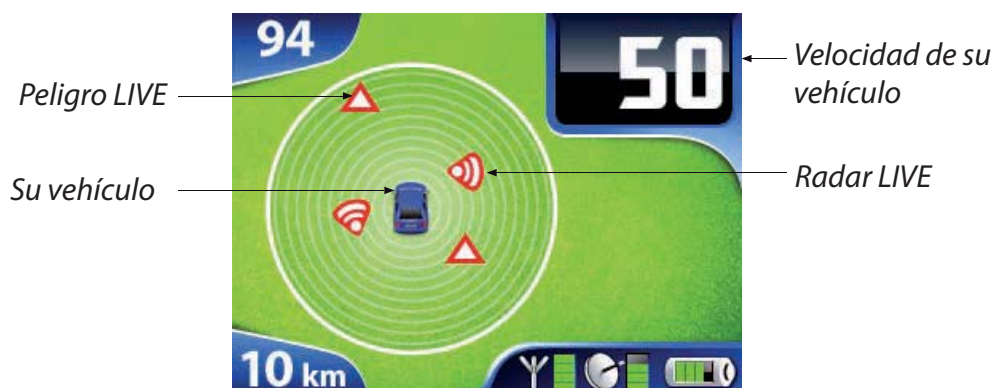 94
50
Velocidad de su
vehículo
Peligro LIVE
Su vehículo
Radar LIVE
10 km